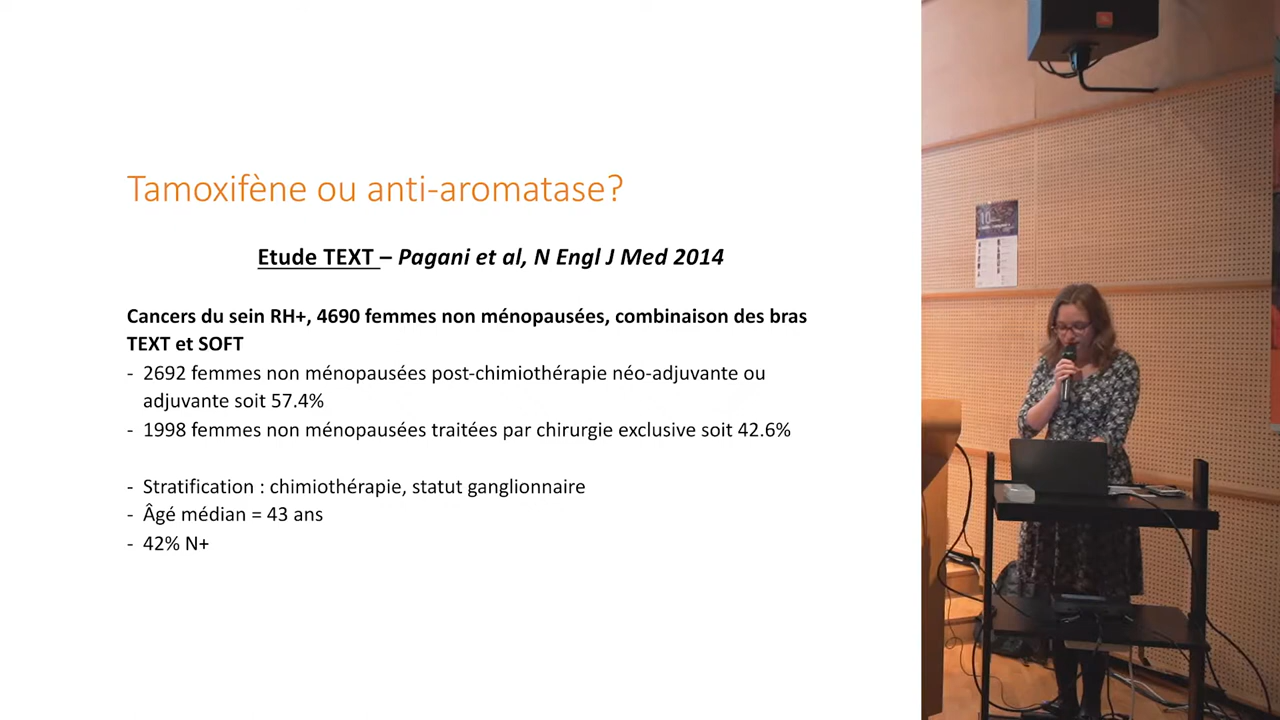 Tamoxifène ou anti-aromatase?
Etude TEXT – Pagani et al, N Engl J Med 2014
Cancers du sein RH+, 4690 femmes non ménopausées, combinaison des bras
TEXT et SOFT
- 2692 femmes non ménopausées post-chimiothérapie néo-adjuvante ou
adjuvante soit 57.4%
- 1998 femmes non ménopausées traitées par chirurgie exclusive soit 42.6%
- Stratification : chimiothérapie, statut ganglionnaire
- Âgé médian = 43 ans
- 42% N+
10